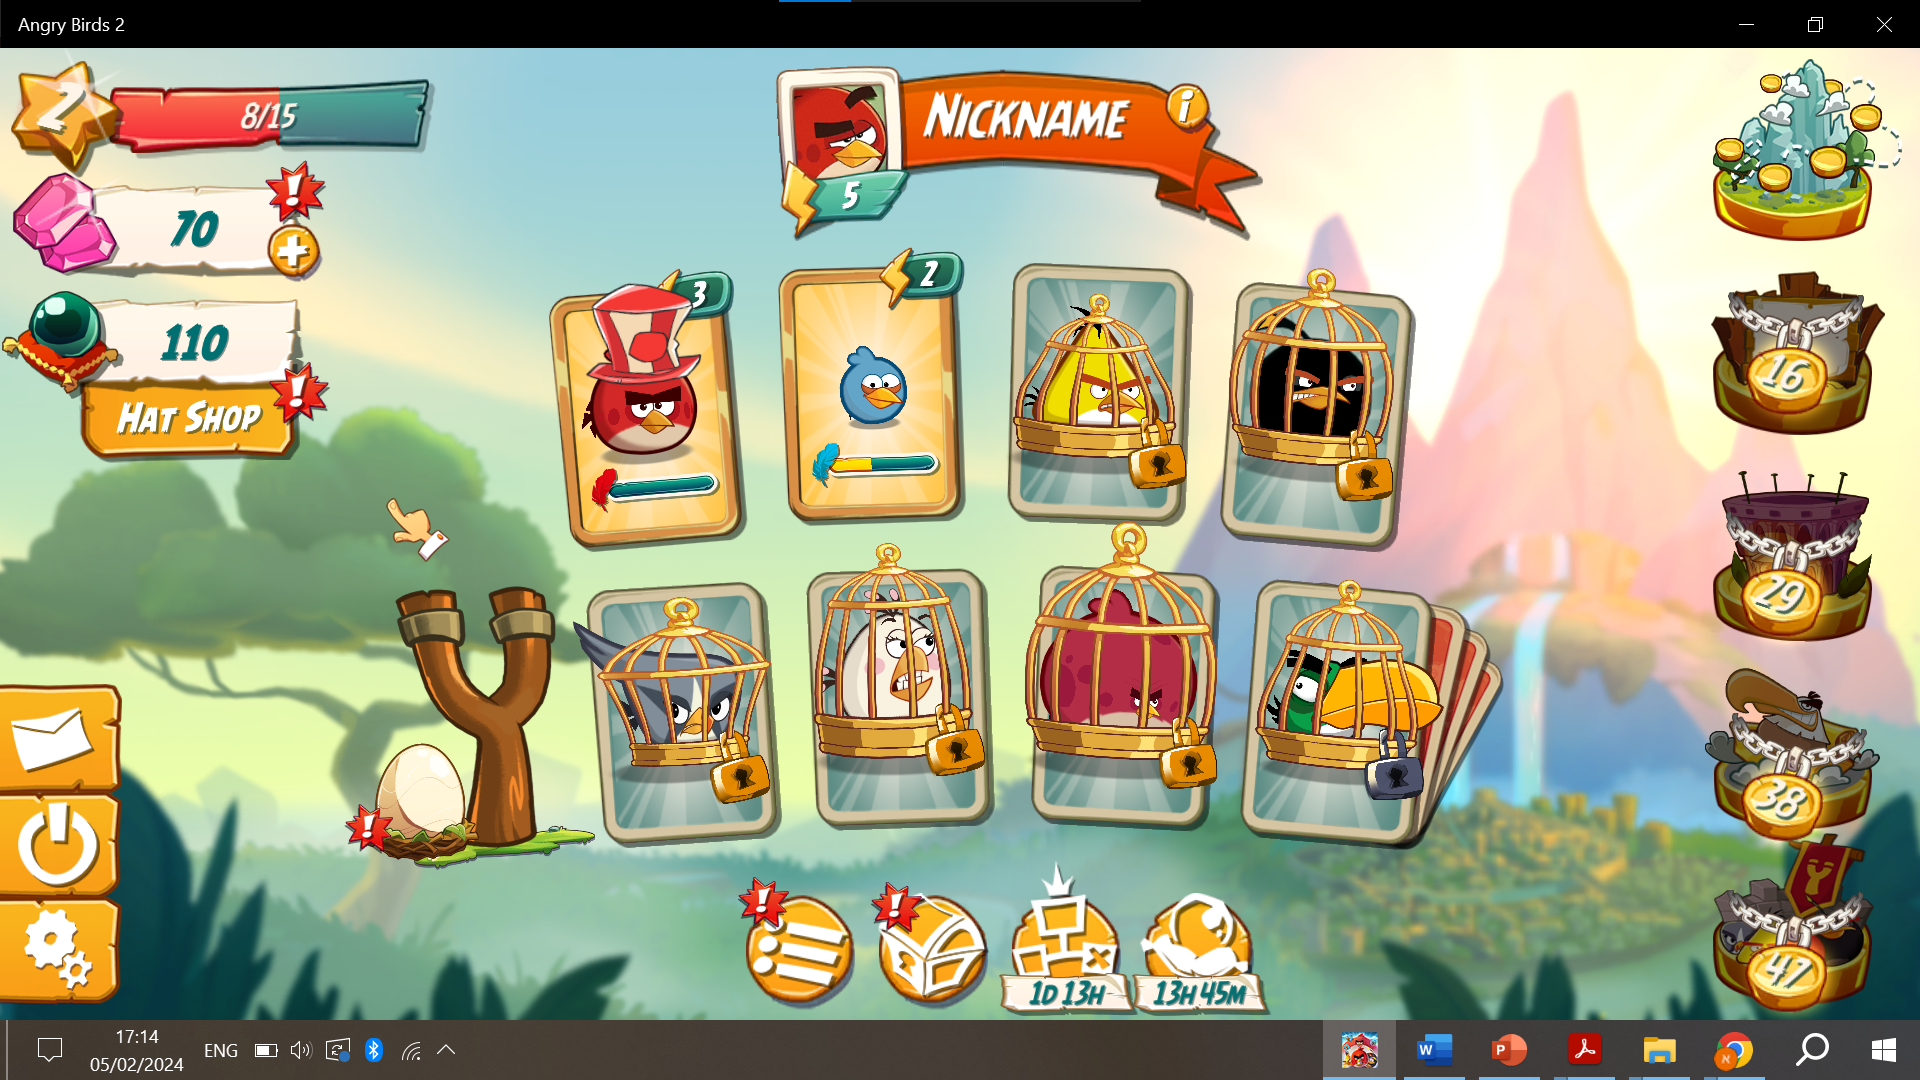 Angry Birds 2
2
8/15
70
110
HAT SHOP
NICKNAME
5
3
2
16
29
38
47
1D 13H
13H 45M
17:14
05/02/2024
ENG